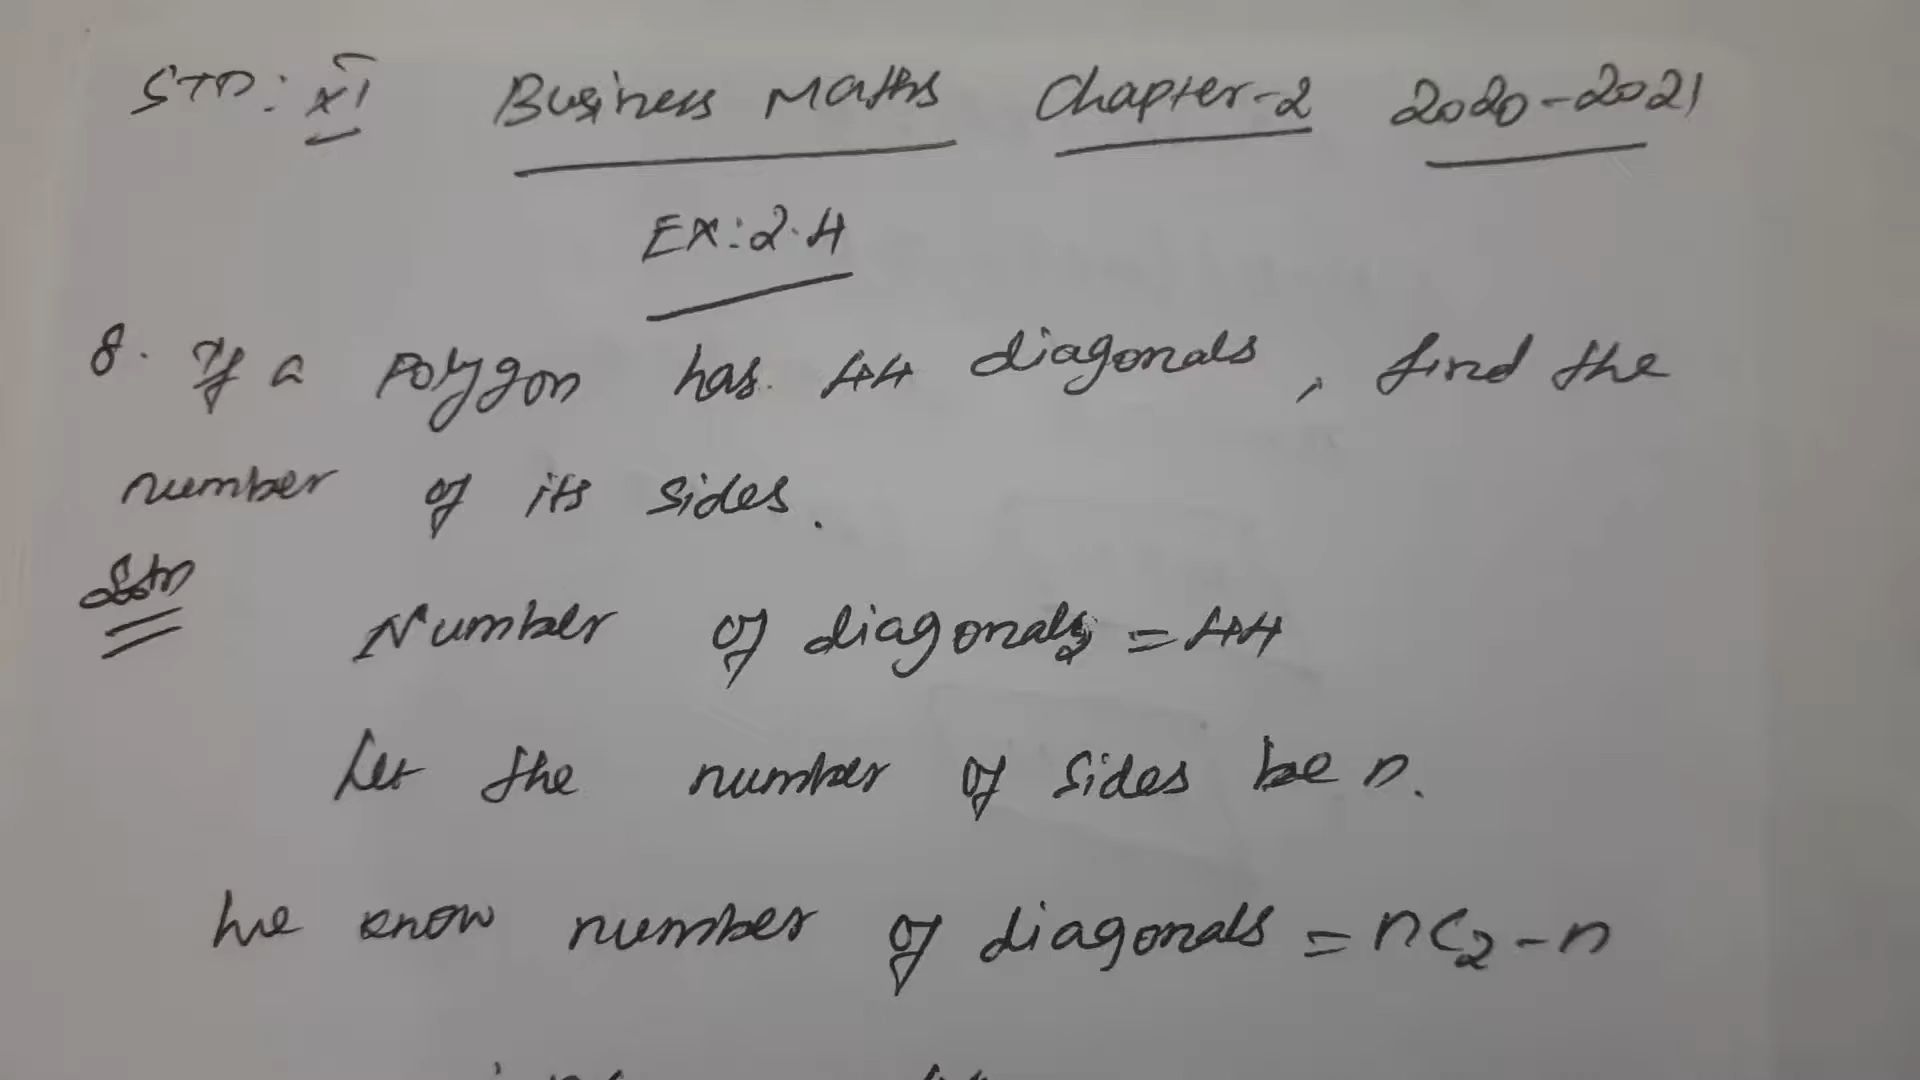 STD: XI Business Maths Chapter-2 2020-2021
EX: 2.4
8. If a Polygon has 44 diagonals, find the
number of its sides.
Soln
Number of diagonals = 44
Let the number of sides be n.
We know number of diagonals = nC2 - n